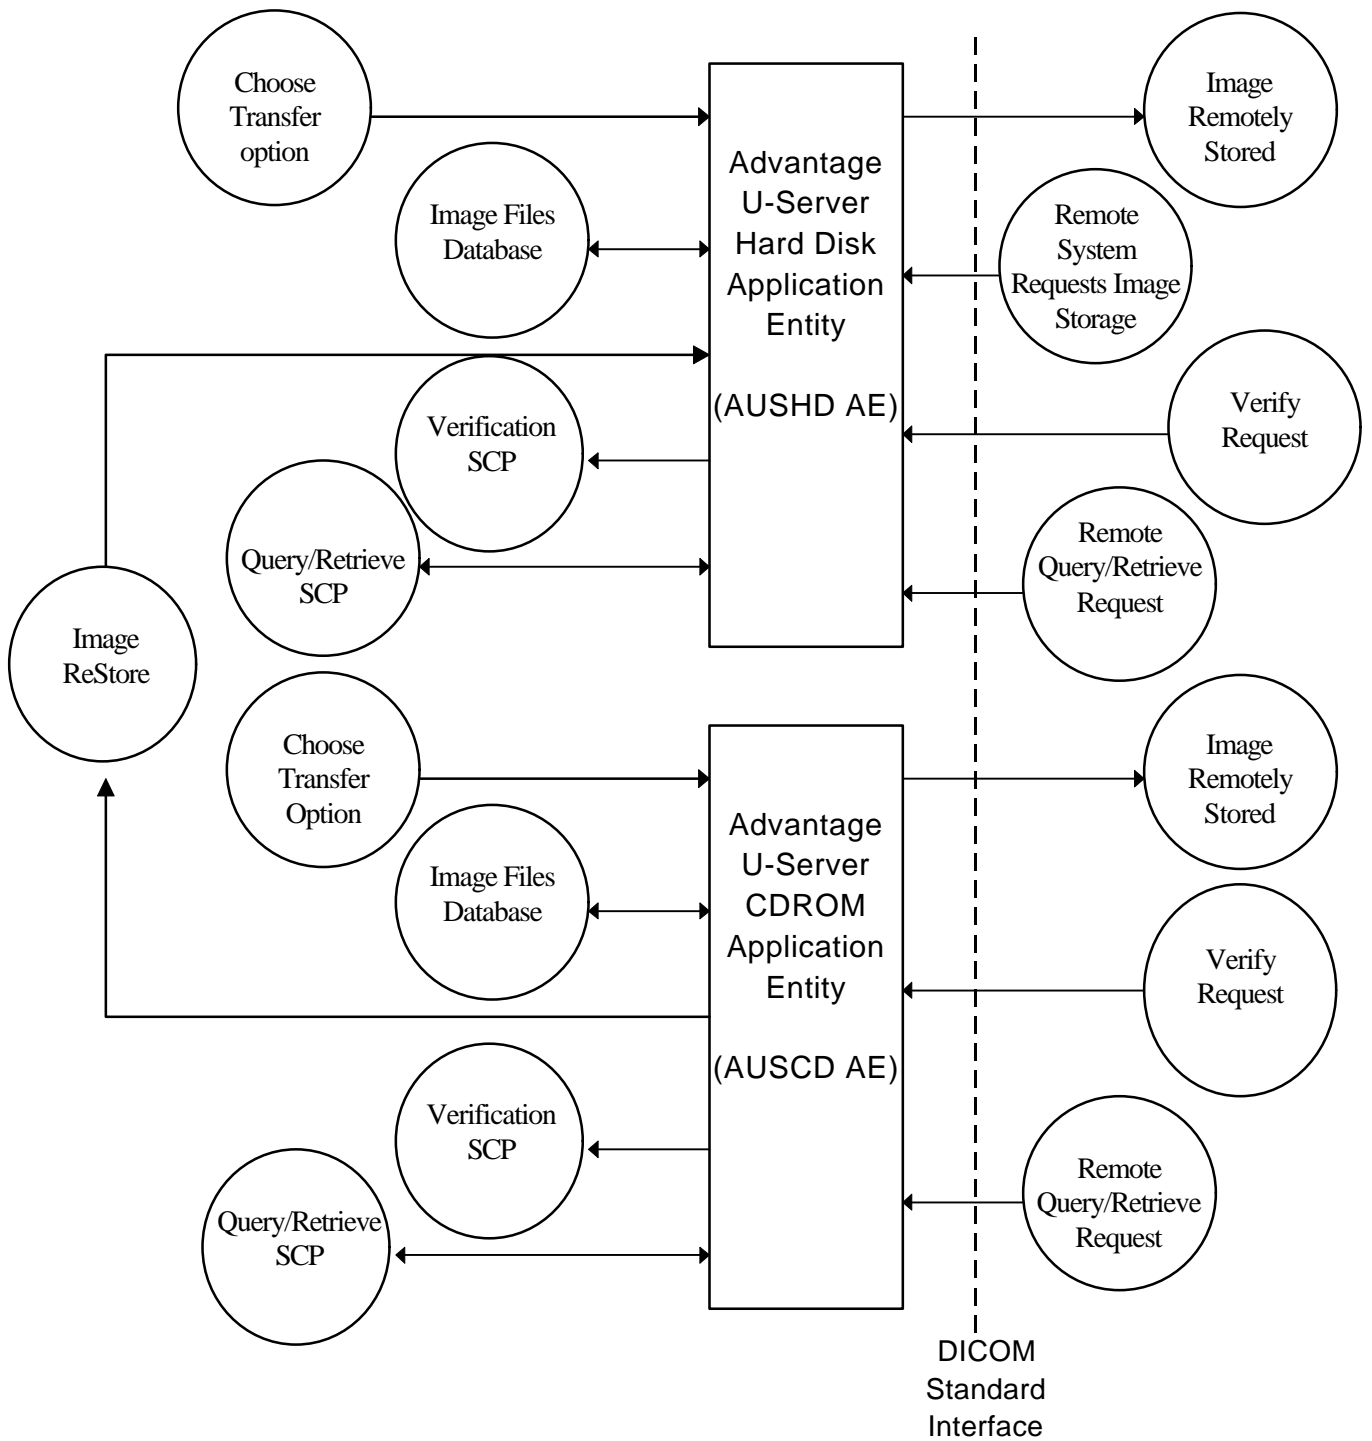 Choose
Transfer
option
Image Files
Database
Advantage
U-Server
Hard Disk
Application
Entity
(AUSHD AE)
Image
Remotely
Stored
Remote
System
Requests Image
Storage
Verification
SCP
Verify
Request
Query/Retrieve
SCP
Remote
Query/Retrieve
Request
Image
ReStore
Choose
Transfer
Option
Image Files
Database
Advantage
U-Server
CDROM
Application
Entity
(AUSCD AE)
Image
Remotely
Stored
Verify
Request
Verification
SCP
Query/Retrieve
SCP
Remote
Query/Retrieve
Request
DICOM
Standard
Interface